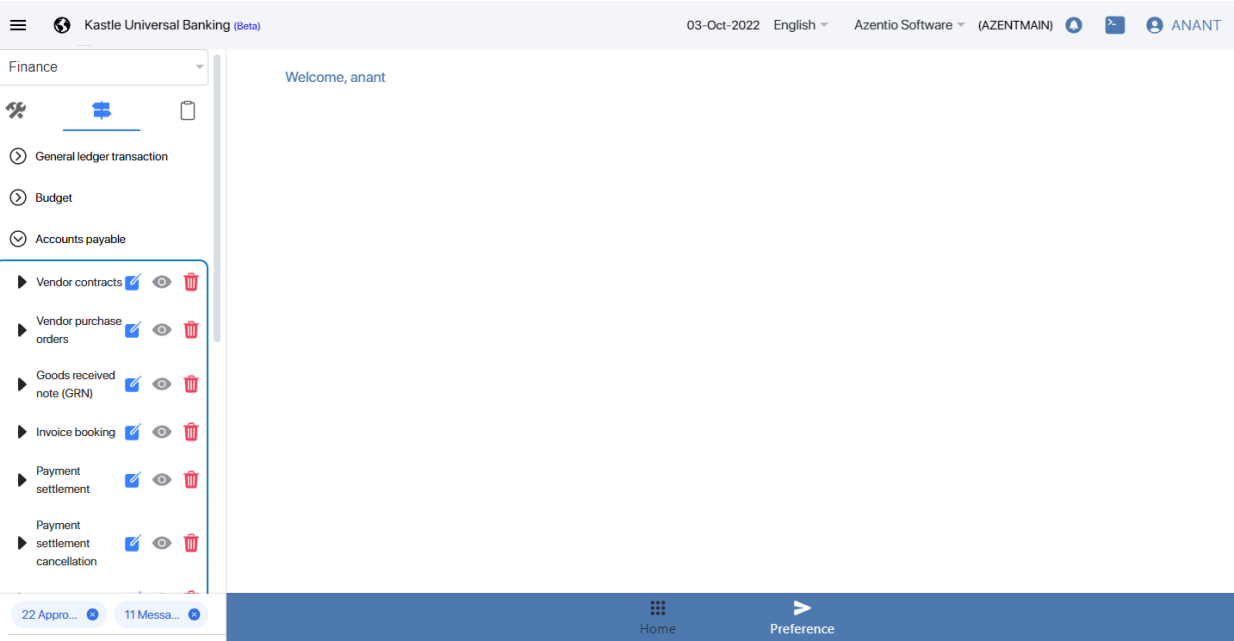 Kastle Universal Banking (Beta)
03-Oct-2022 English Azentio Software (AZENTMAIN) ANANT
Finance
Welcome, anant
General ledger transaction
Budget
Accounts payable
Vendor contracts
Vendor purchase
orders
Goods received
note (GRN)
Invoice booking
Payment
settlement
Payment
settlement
cancellation
22 Appro...
11 Messa...
Home
Preference